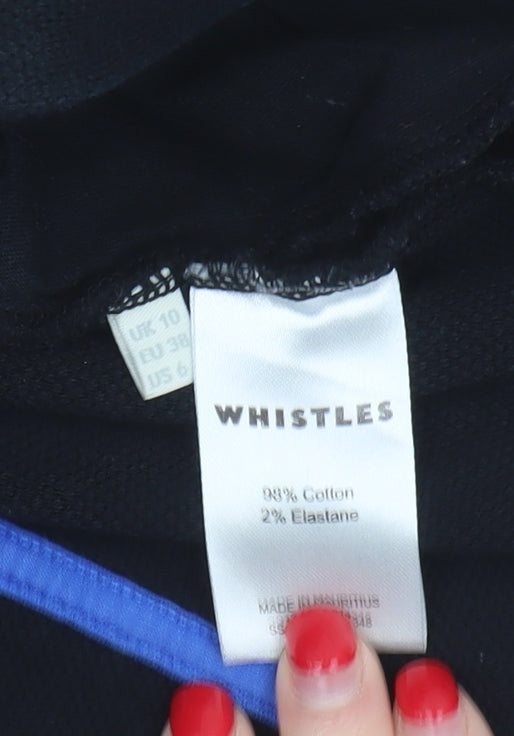 UK 10
EU 38
US 6
WHISTLES
98% Cotton
2% Elastane
MADE IN MAURITIUS